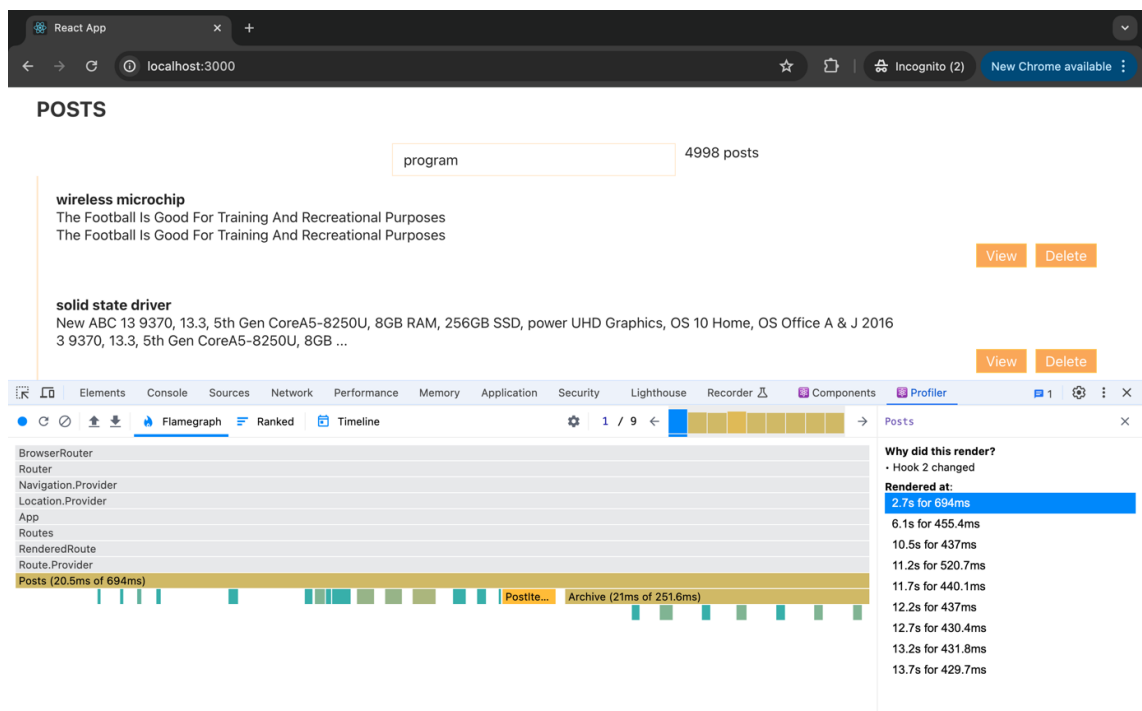 React App
localhost:3000
Incognito (2)
New Chrome available
POSTS
program
4998 posts
wireless microchip
The Football Is Good For Training And Recreational Purposes
The Football Is Good For Training And Recreational Purposes
View Delete
solid state driver
New ABC 13 9370, 13.3, 5th Gen CoreA5-8250U, 8GB RAM, 256GB SSD, power UHD Graphics, OS 10 Home, OS Office A & J 2016
3 9370, 13.3, 5th Gen CoreA5-8250U, 8GB ...
View Delete
Elements Console Sources Network Performance Memory Application Security Lighthouse Recorder Components Profiler 1
Flamegraph Ranked Timeline 1 / 9 Posts
BrowserRouter
Router
Navigation.Provider
Location.Provider
App
Routes
RenderedRoute
Route.Provider
Posts (20.5ms of 694ms)
PostIte... Archive (21ms of 251.6ms)
Why did this render?
• Hook 2 changed
Rendered at:
2.7s for 694ms
6.1s for 455.4ms
10.5s for 437ms
11.2s for 520.7ms
11.7s for 440.1ms
12.2s for 437ms
12.7s for 430.4ms
13.2s for 431.8ms
13.7s for 429.7ms